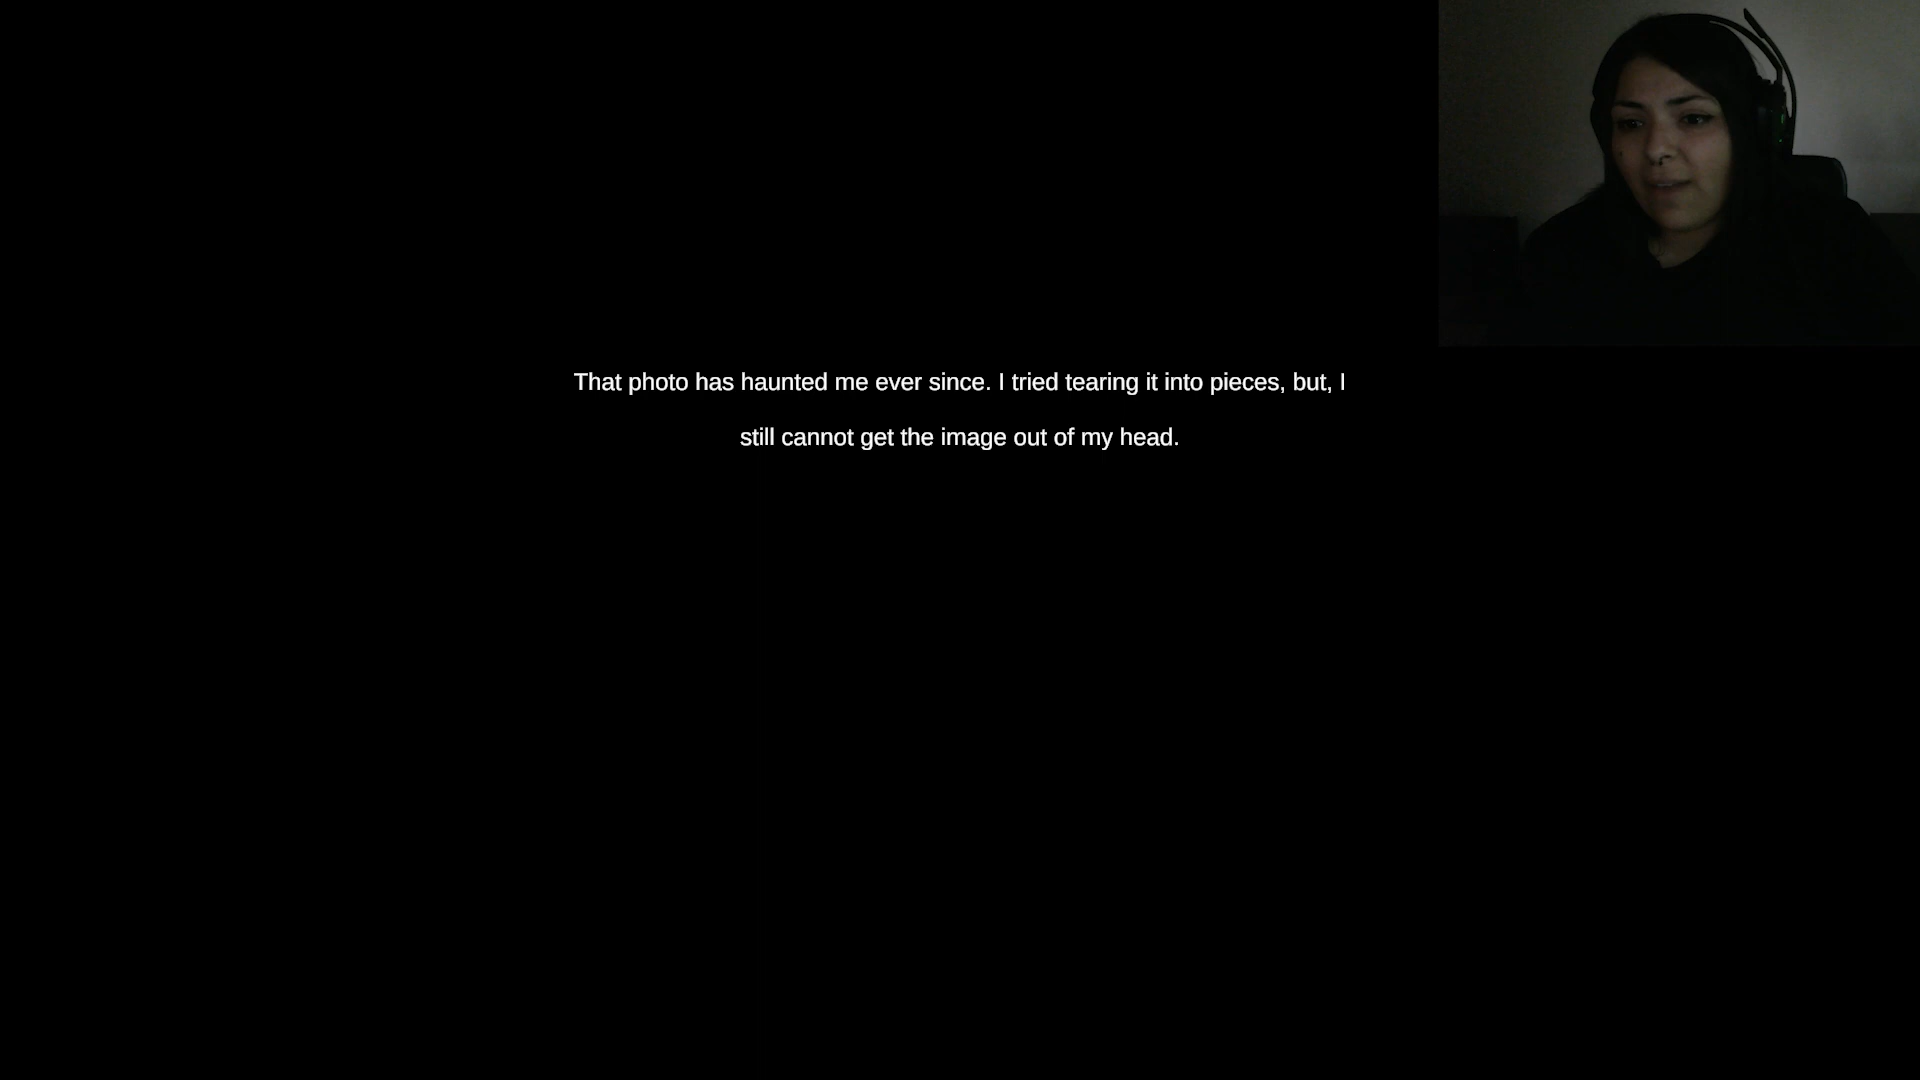 That photo has haunted me ever since. I tried tearing it into pieces, but, I
still cannot get the image out of my head.